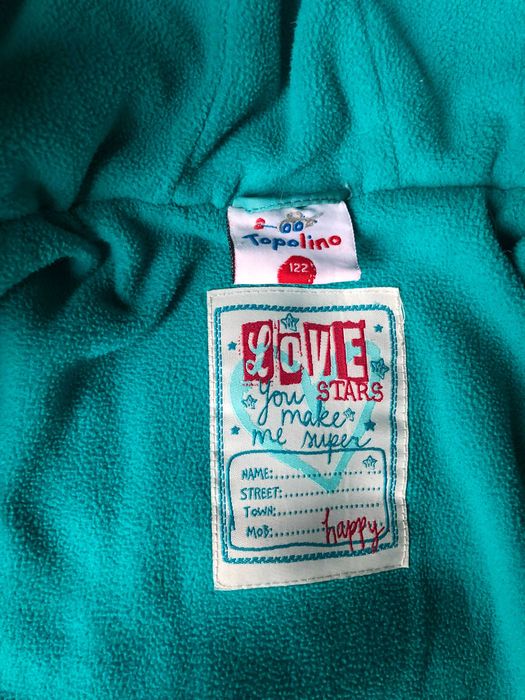 Topolino
122
LOVE
STARS
you
make
me super
NAME:..................
STREET:..................
TOWN:..................
MOB:..........
happy